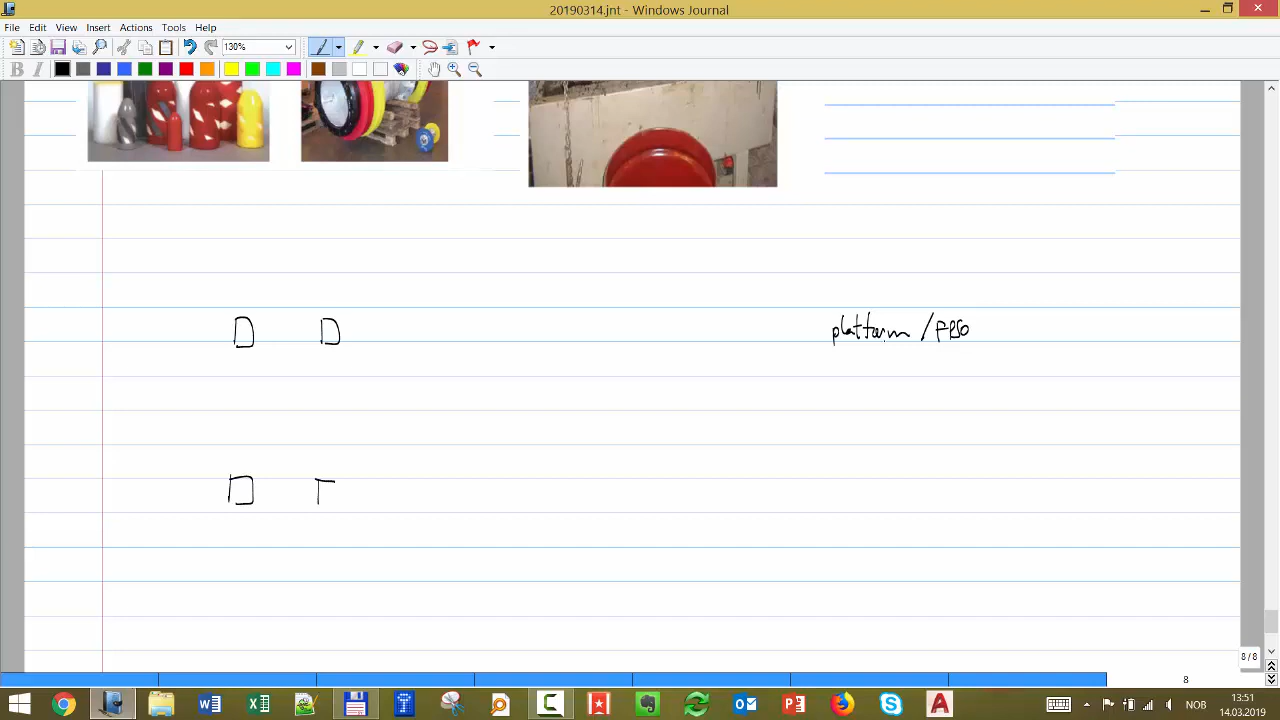 20190314.jnt - Windows Journal
File Edit View Insert Actions Tools Help
130%
B I
platform / FPSO
8 / 8
8
NOB
13:51
14.03.2019